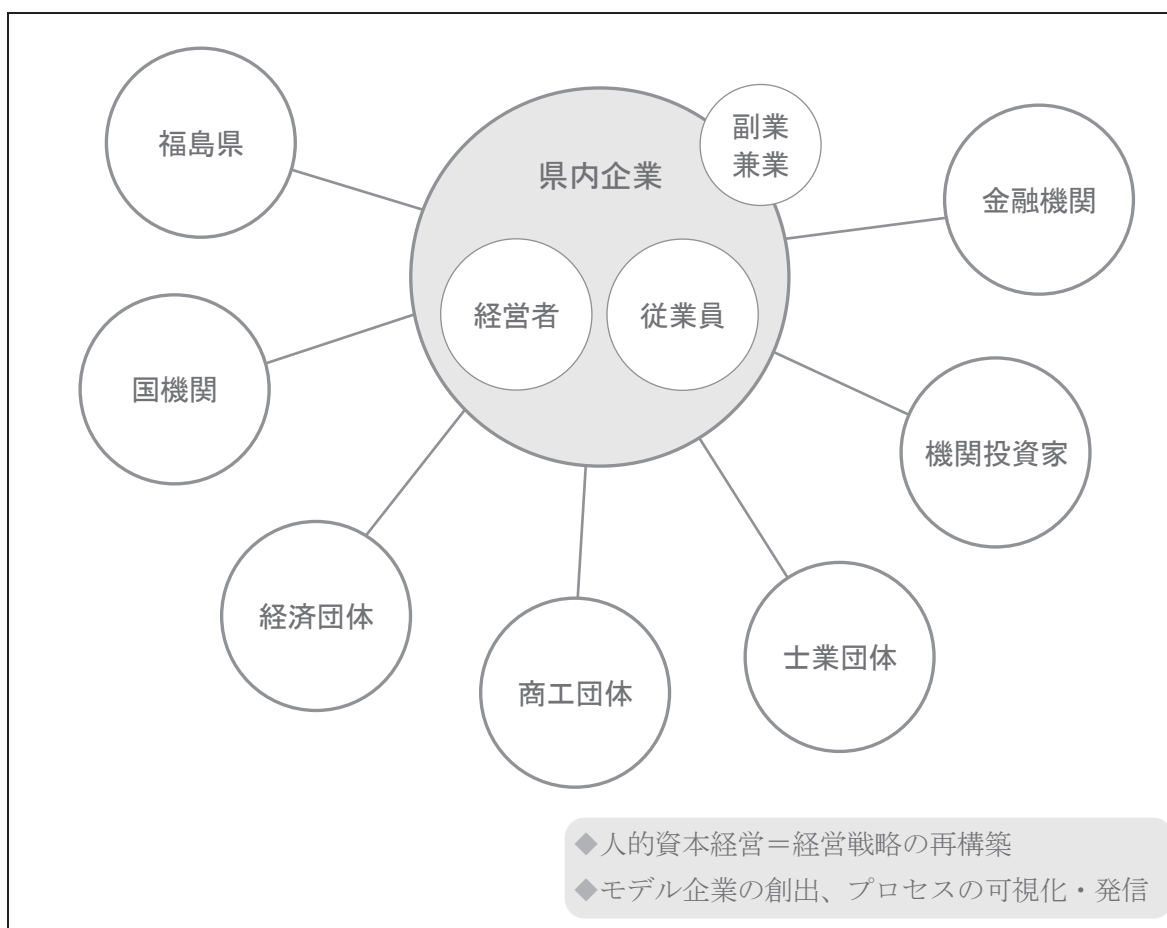 福島県
県内企業
副業
兼業
金融機関
経営者
従業員
国機関
機関投資家
経済団体
商工団体
士業団体
◆人的資本経営＝経営戦略の再構築
◆モデル企業の創出、プロセスの可視化・発信